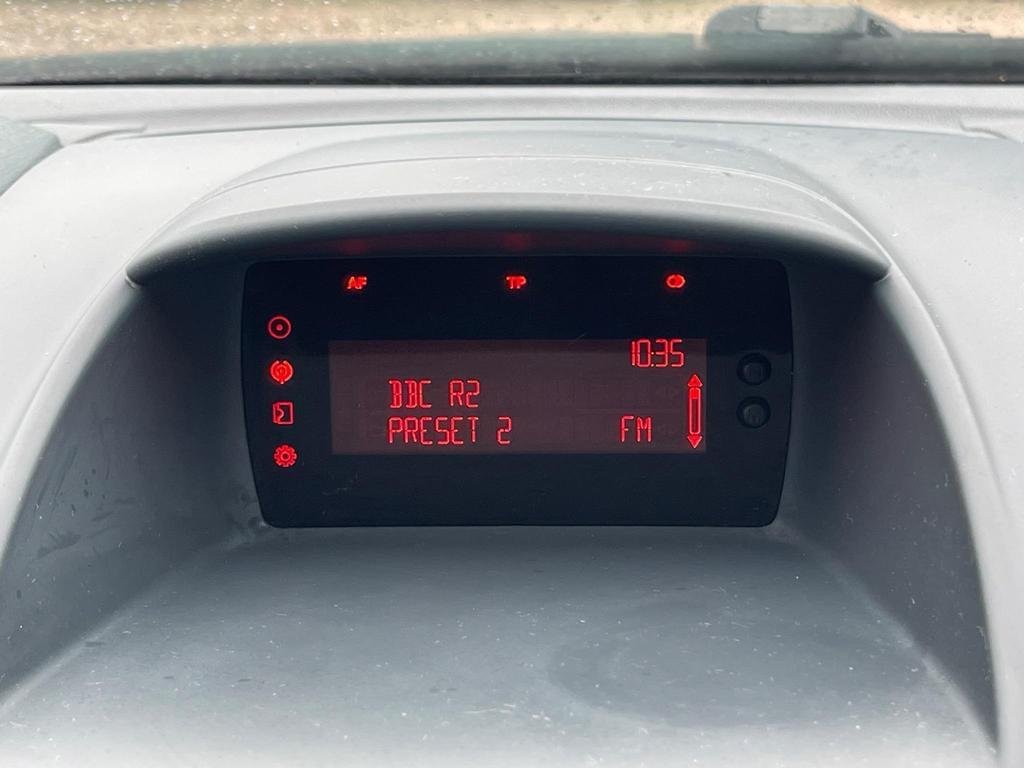 AF TP
10:35
BBC R2
PRESET 2 FM